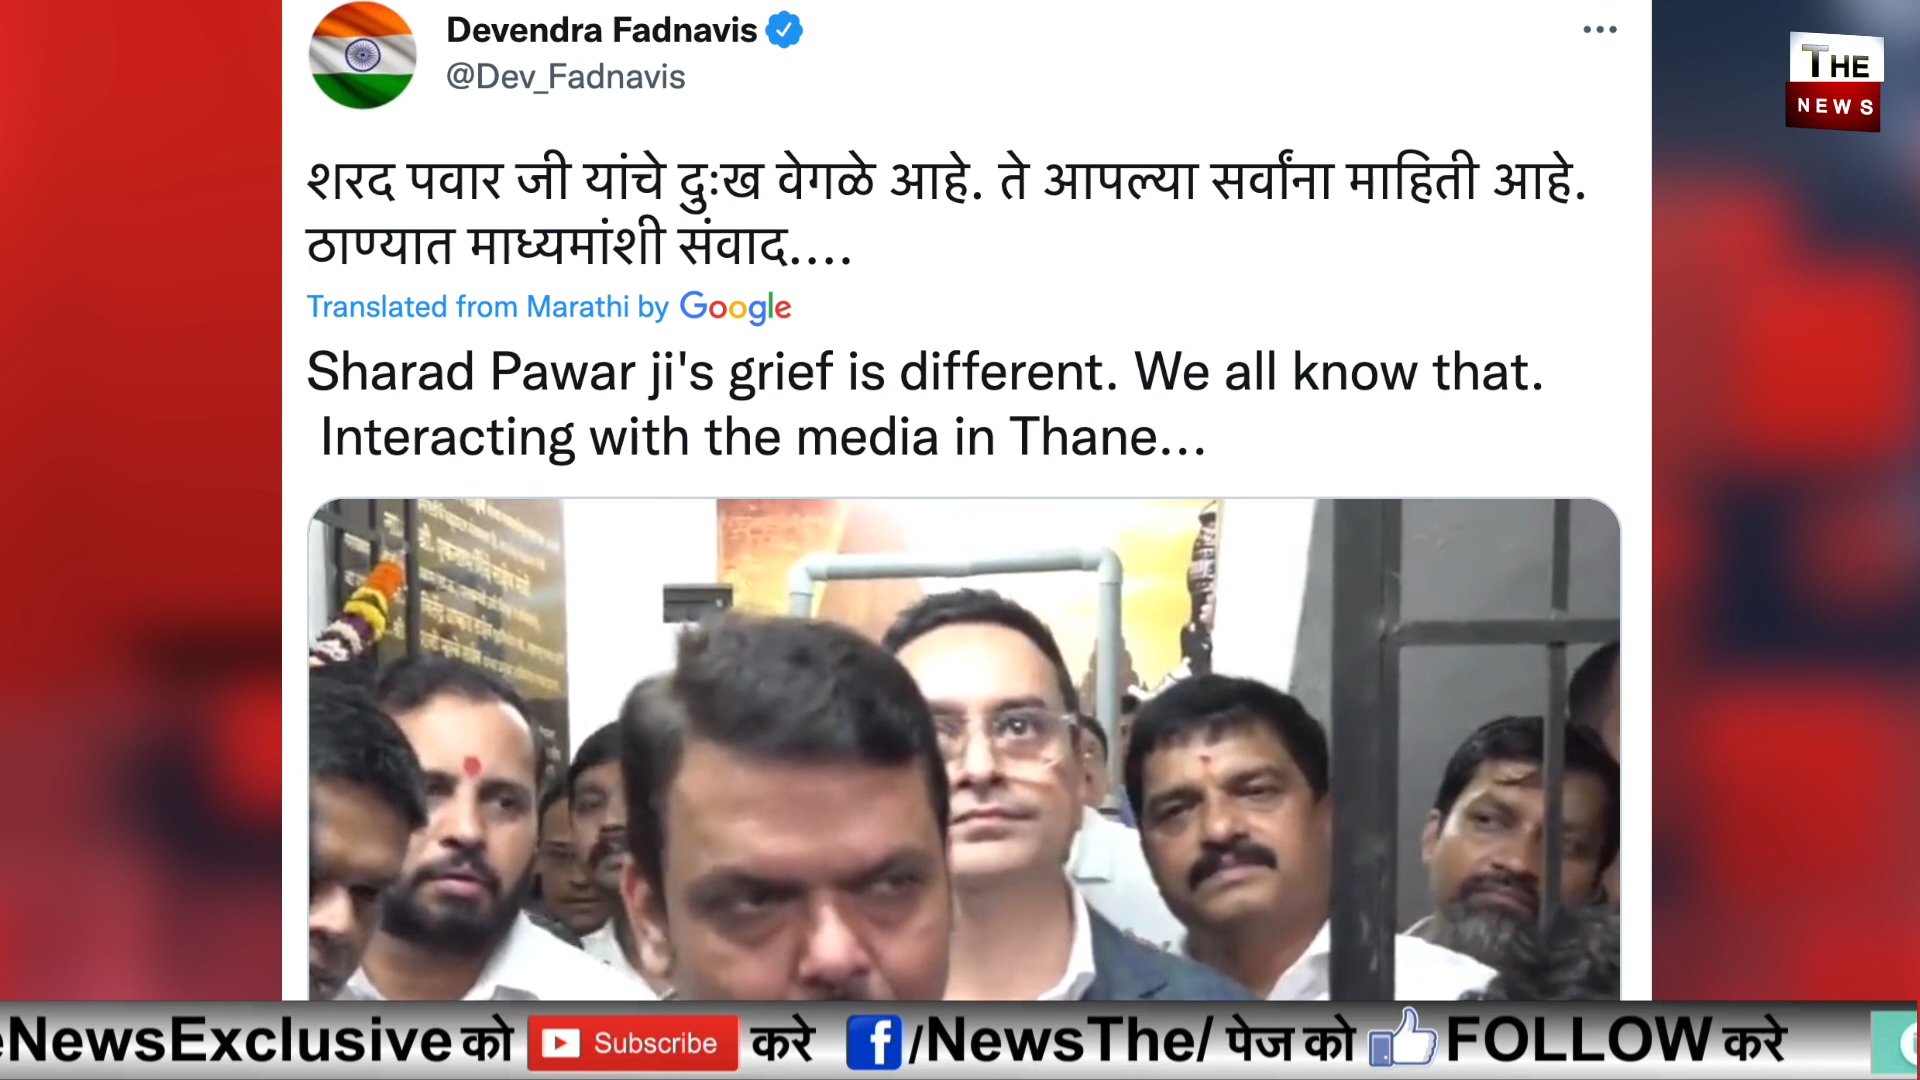 Devendra Fadnavis
@Dev_Fadnavis
THE
NEWS
शरद पवार जी यांचे दुःख वेगळे आहे. ते आपल्या सर्वांना माहिती आहे.
ठाण्यात माध्यमांशी संवाद....
Translated from Marathi by Google
Sharad Pawar ji's grief is different. We all know that.
Interacting with the media in Thane...
eNewsExclusive को Subscribe करे f/NewsThe/ पेज को FOLLOW करे